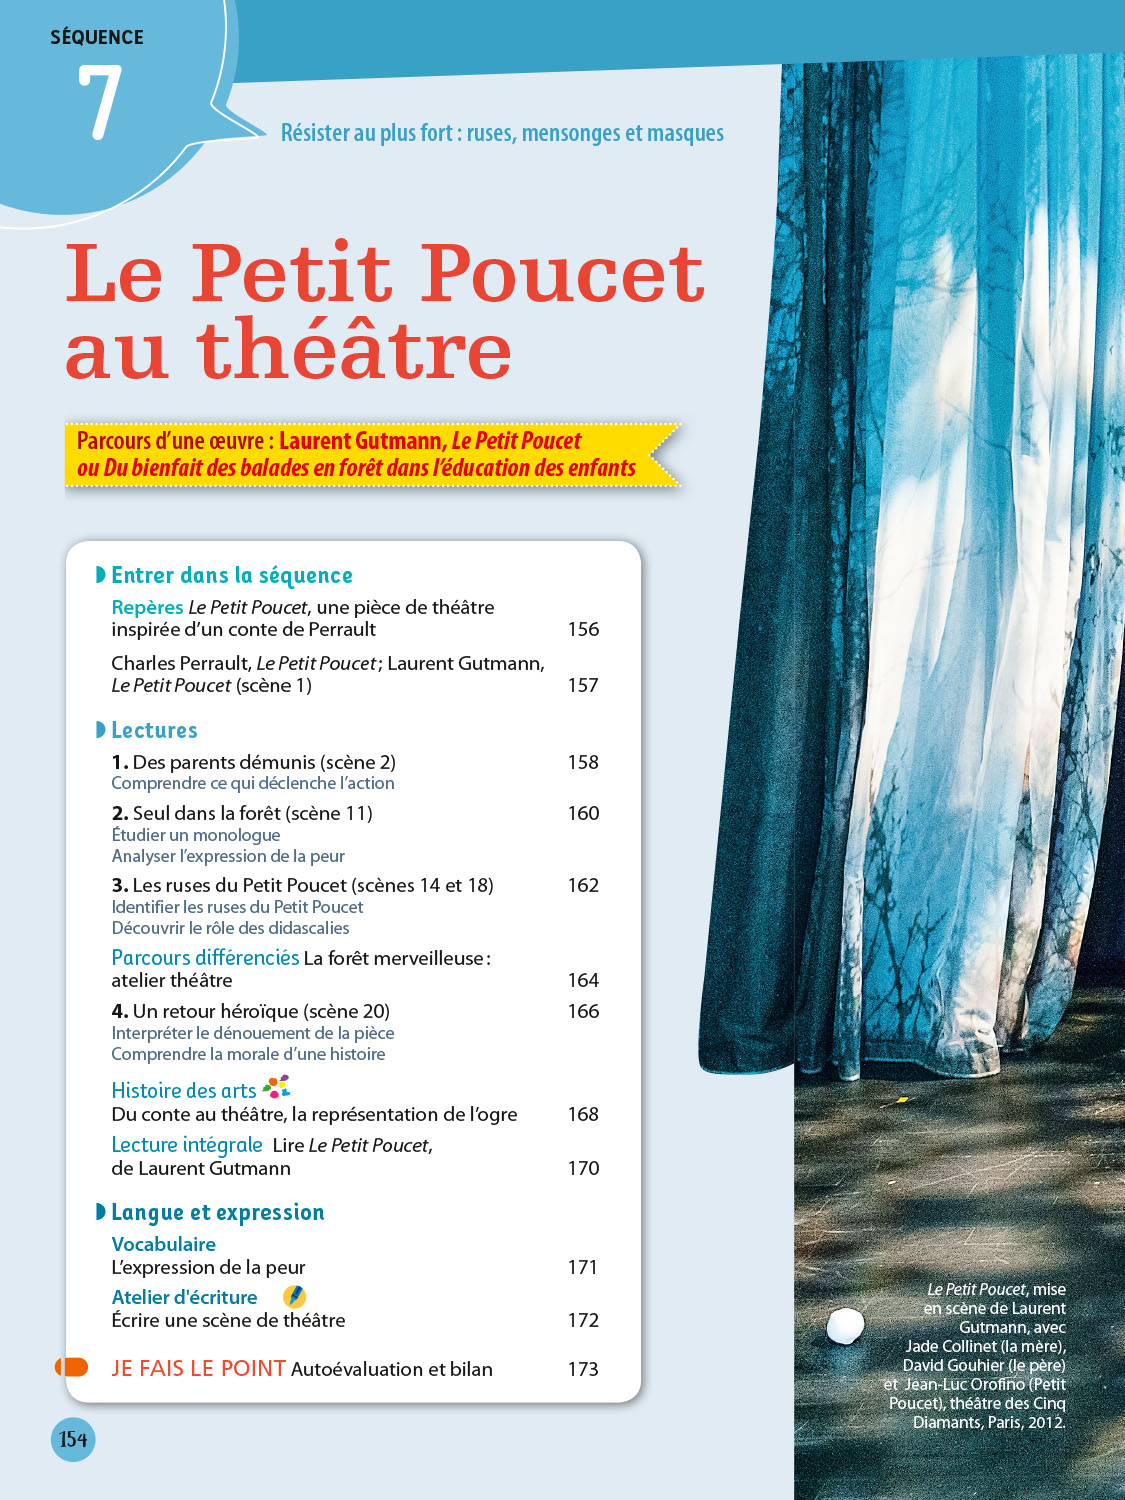 SÉQUENCE
7
Résister au plus fort : ruses, mensonges et masques
Le Petit Poucet
au théâtre
Parcours d'une œuvre : Laurent Gutmann, Le Petit Poucet
ou Du bienfait des balades en forêt dans l'éducation des enfants
Entrer dans la séquence
Repères Le Petit Poucet, une pièce de théâtre
inspirée d'un conte de Perrault 156
Charles Perrault, Le Petit Poucet ; Laurent Gutmann,
Le Petit Poucet (scène 1) 157
Lectures
1. Des parents démunis (scène 2) 158
Comprendre ce qui déclenche l'action
2. Seul dans la forêt (scène 11) 160
Étudier un monologue
Analyser l'expression de la peur
3. Les ruses du Petit Poucet (scènes 14 et 18) 162
Identifier les ruses du Petit Poucet
Découvrir le rôle des didascalies
Parcours différenciés La forêt merveilleuse :
atelier théâtre 164
4. Un retour héroïque (scène 20) 166
Interpréter le dénouement de la pièce
Comprendre la morale d'une histoire
Histoire des arts
Du conte au théâtre, la représentation de l'ogre 168
Lecture intégrale Lire Le Petit Poucet,
de Laurent Gutmann 170
Langue et expression
Vocabulaire
L'expression de la peur 171
Atelier d'écriture
Écrire une scène de théâtre 172
JE FAIS LE POINT Autoévaluation et bilan 173
154
Le Petit Poucet, mise
en scène de Laurent
Gutmann, avec
Jade Collinet (la mère),
David Gouhier (le père)
et Jean-Luc Orofino (Petit
Poucet), théâtre des Cinq
Diamants, Paris, 2012.